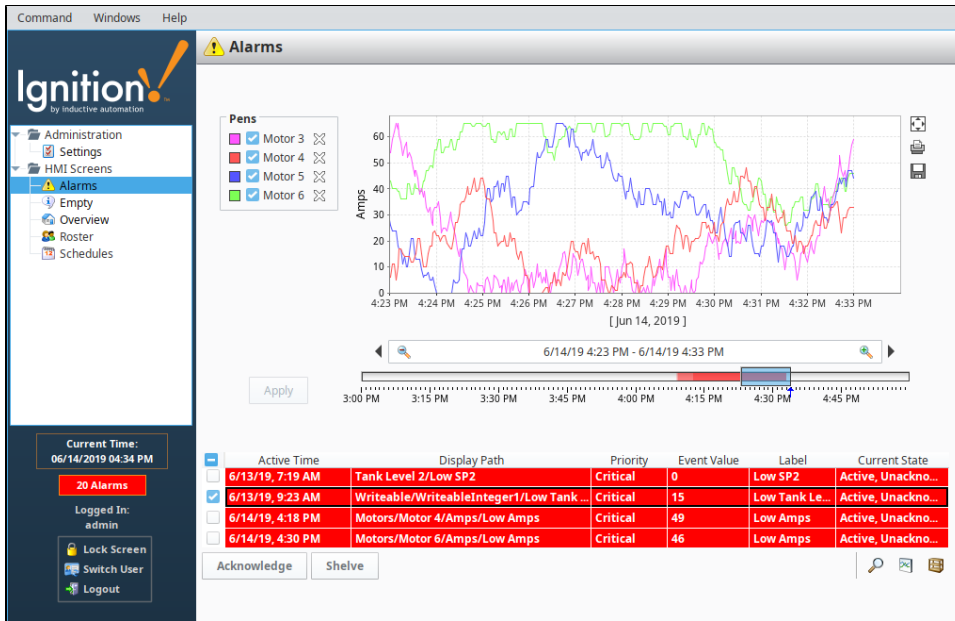 Command Windows Help
Ignition!
by inductive automation
Administration
Settings
HMI Screens
Alarms
Empty
Overview
Roster
Schedules
Current Time:
06/14/2019 04:34 PM
20 Alarms
Logged In:
admin
Lock Screen
Switch User
Logout
Alarms
Pens
Motor 3
Motor 4
Motor 5
Motor 6
Amps
60
50
40
30
20
10
0
4:23 PM 4:24 PM 4:25 PM 4:26 PM 4:27 PM 4:28 PM 4:29 PM 4:30 PM 4:31 PM 4:32 PM 4:33 PM
[ Jun 14, 2019 ]
6/14/19 4:23 PM - 6/14/19 4:33 PM
Apply
3:00 PM 3:15 PM 3:30 PM 3:45 PM 4:00 PM 4:15 PM 4:30 PM 4:45 PM
Active Time Display Path Priority Event Value Label Current State
6/13/19, 7:19 AM Tank Level 2/Low SP2 Critical 0 Low SP2 Active, Unackno...
6/13/19, 9:23 AM Writeable/WriteableInteger1/Low Tank ... Critical 15 Low Tank Le... Active, Unackno...
6/14/19, 4:18 PM Motors/Motor 4/Amps/Low Amps Critical 49 Low Amps Active, Unackno...
6/14/19, 4:30 PM Motors/Motor 6/Amps/Low Amps Critical 46 Low Amps Active, Unackno...
Acknowledge Shelve